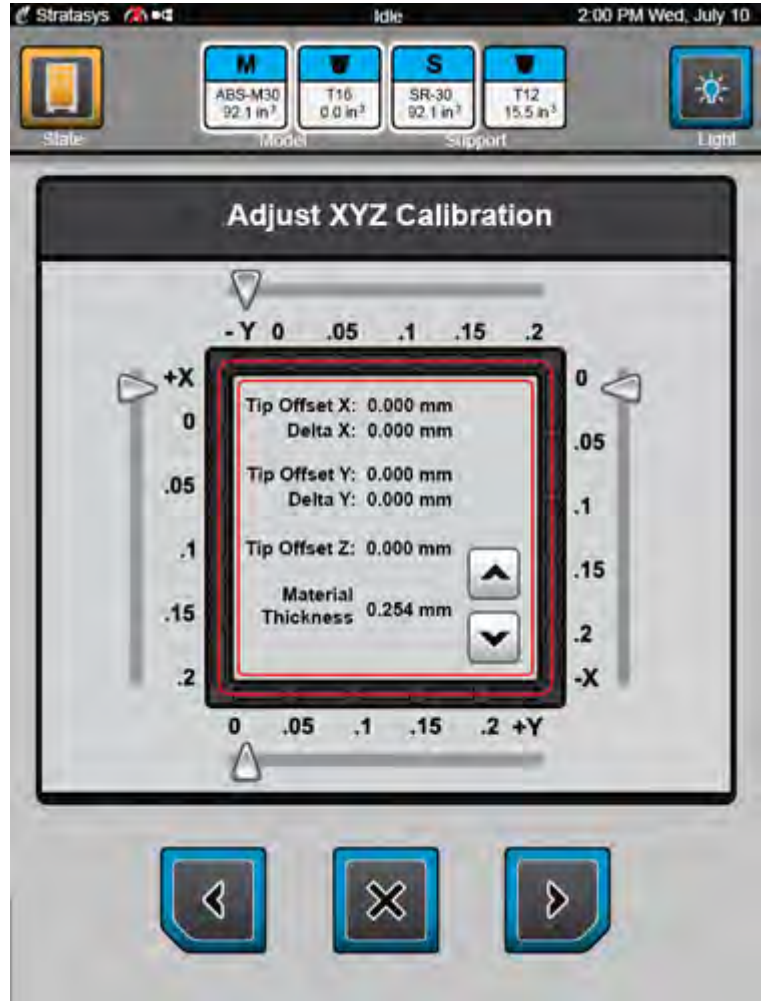 Stratasys Idle 2:00 PM Wed, July 10
M S
ABS-M30 T16 SR-30 T12
92.1 in³ 0.0 in³ 92.1 in³ 15.5 in³
State Model Support Light
Adjust XYZ Calibration
- Y 0 .05 .1 .15 .2
+X
0
.05
.1
.15
.2
Tip Offset X: 0.000 mm
Delta X: 0.000 mm
Tip Offset Y: 0.000 mm
Delta Y: 0.000 mm
Tip Offset Z: 0.000 mm
Material
Thickness 0.254 mm
0
.05
.1
.15
.2
-X
0 .05 .1 .15 .2 +Y